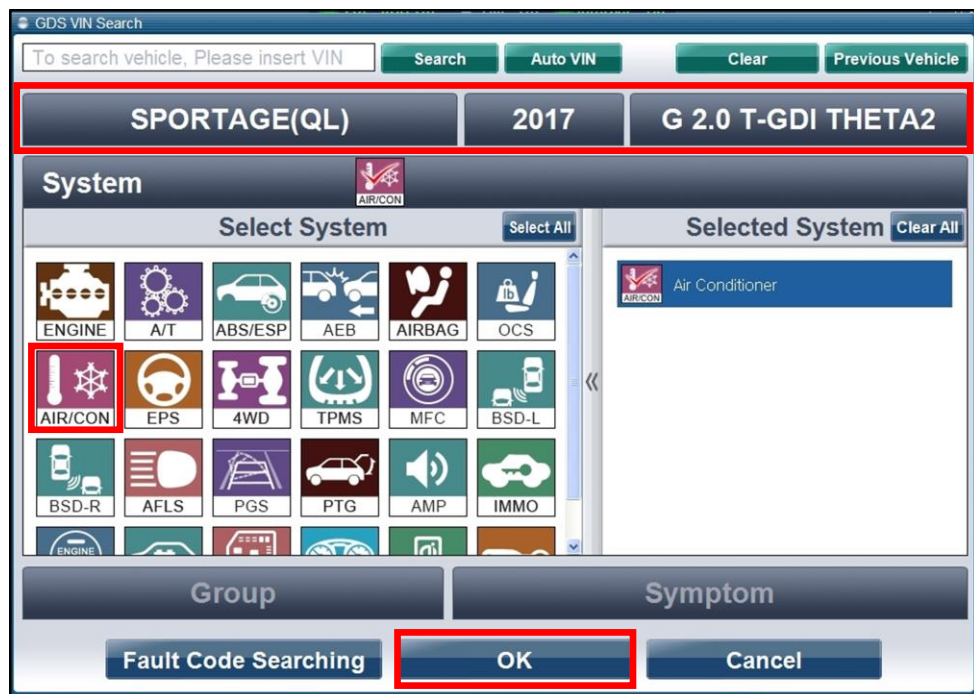 GDS VIN Search
To search vehicle, Please insert VIN Search Auto VIN Clear Previous Vehicle
SPORTAGE(QL) 2017 G 2.0 T-GDI THETA2
System AIR/CON
Select System Select All Selected System Clear All
ENGINE A/T ABS/ESP AEB AIRBAG lb OCS
AIR/CON Air Conditioner
AIR/CON EPS 4WD TPMS MFC BSD-L
«
BSD-R AFLS PGS PTG AMP IMMO
ENGINE
Group Symptom
Fault Code Searching OK Cancel